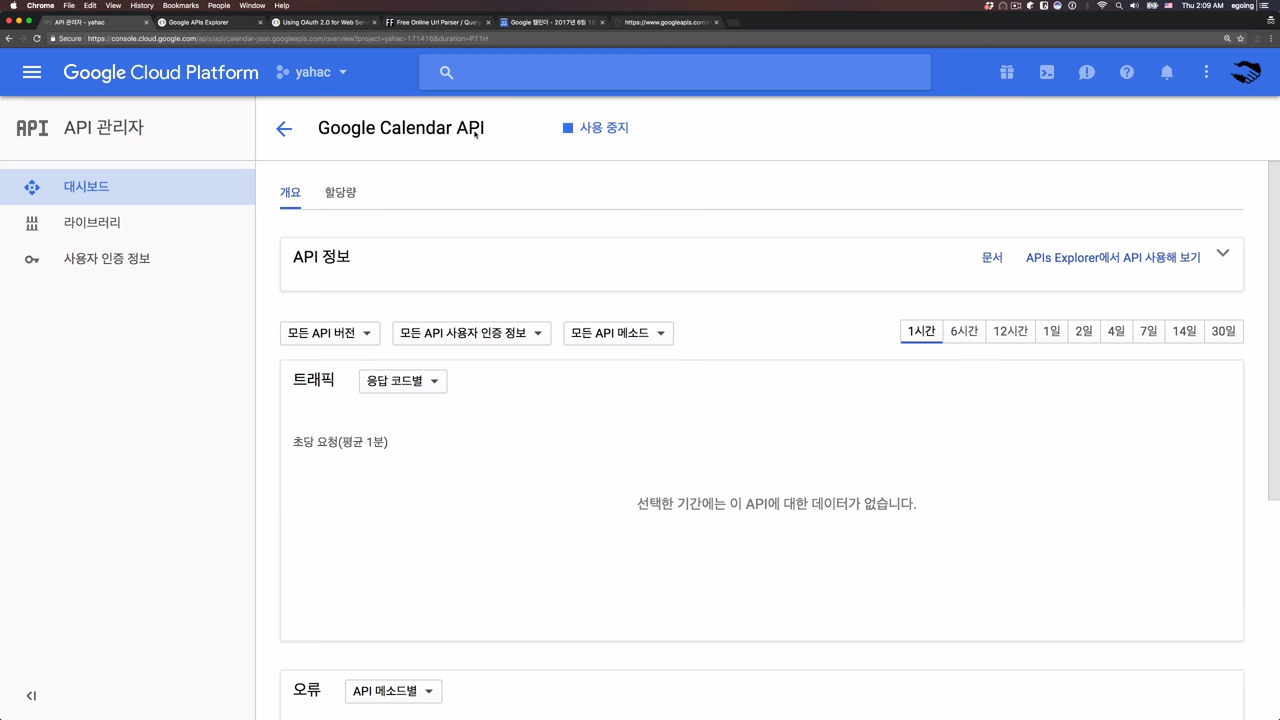 Chrome File Edit View History Bookmarks People Window Help
Thu 2:09 AM egoing
API 관리자 - yahac
Google APIs Explorer
Using OAuth 2.0 for Web Serv
Free Online Url Parser / Query
Google 캘린더 - 2017년 6월 18
https://www.googleapis.com/c
Secure https://console.cloud.google.com/apis/api/calendar-json.googleapis.com/overview?project=yahac-171416&duration=PT1H
Google Cloud Platform yahac
API API 관리자
Google Calendar API
사용 중지
대시보드
라이브러리
사용자 인증 정보
개요 할당량
API 정보
문서 APIs Explorer에서 API 사용해 보기
모든 API 버전 모든 API 사용자 인증 정보 모든 API 메소드
1시간 6시간 12시간 1일 2일 4일 7일 14일 30일
트래픽 응답 코드별
초당 요청(평균 1분)
선택한 기간에는 이 API에 대한 데이터가 없습니다.
오류 API 메소드별